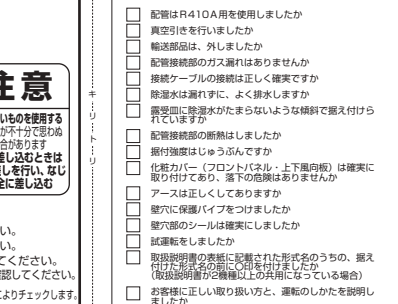 注意
いものを使用する
が不十分で思わぬ
合があります
差し込むときは
しを行い、なじ
全に差し込む
い。
い。
てください。
確認してください。
によりチェックします。
キリトリ
配管はR410A用を使用しましたか
真空引きを行いましたか
輸送部品は、外しましたか
配管接続部のガス漏れはありませんか
接続ケーブルの接続は正しく確実ですか
除湿水は漏れずに、よく排水しますか
露受皿に除湿水がたまらないような傾斜で据え付けら
れていますか
配管接続部の断熱はしましたか
据付強度はじゅうぶんですか
化粧カバー（フロントパネル・上下風向板）は確実に
取り付けてあり、落下の危険はありませんか
アースは正しくしてありますか
壁穴に保護パイプをつけましたか
壁穴部のシールは確実にしましたか
試運転をしましたか
取扱説明書の表紙に記載された形式名のうちの、据え
付けた形式名の前に○印を付けましたか
（取扱説明書が2機種以上の共用になっている場合）
お客様に正しい取り扱い方と、運転のしかたを説明し
ましたか